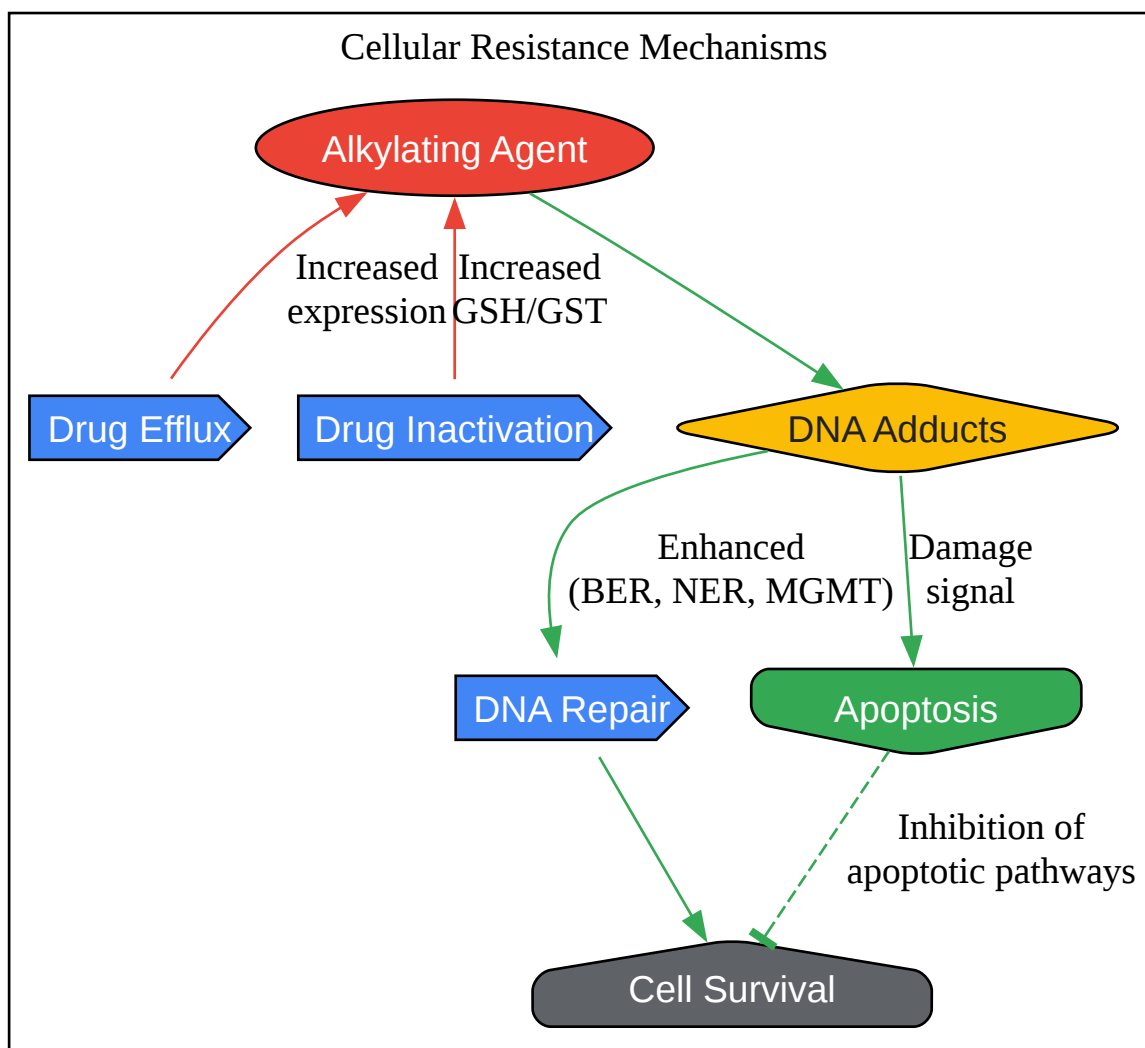 Cellular Resistance Mechanisms
Alkylating Agent
Increased
expression
Increased
GSH/GST
Drug Efflux
Drug Inactivation
DNA Adducts
Enhanced
(BER, NER, MGMT)
Damage
signal
DNA Repair
Apoptosis
Inhibition of
apoptotic pathways
Cell Survival